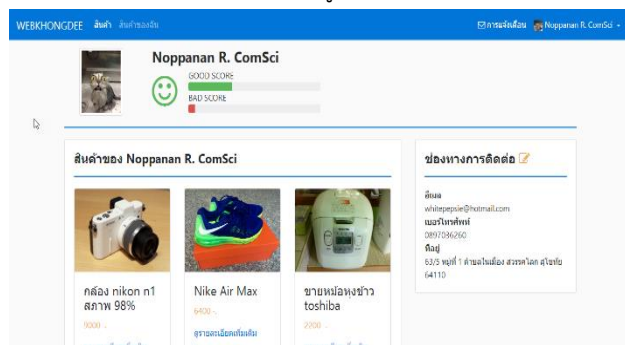 WEBKHONGDEE สินค้า สินค้าของฉัน การแจ้งเตือน Noppanan R. ComSci
Noppanan R. ComSci
GOOD SCORE
BAD SCORE
สินค้าของ Noppanan R. ComSci
กล้อง nikon n1
สภาพ 98%
9000 .-
Nike Air Max
6400 .-
ดูรายละเอียดเพิ่มเติม
ขายหม้อหุงข้าว
toshiba
2200 .-
ช่องทางการติดต่อ
อีเมล
whitepepsie@hotmail.com
เบอร์โทรศัพท์
0897036260
ที่อยู่
63/5 หมู่ที่ 1 ตำบลในเมือง สวรรคโลก สุโขทัย
64110